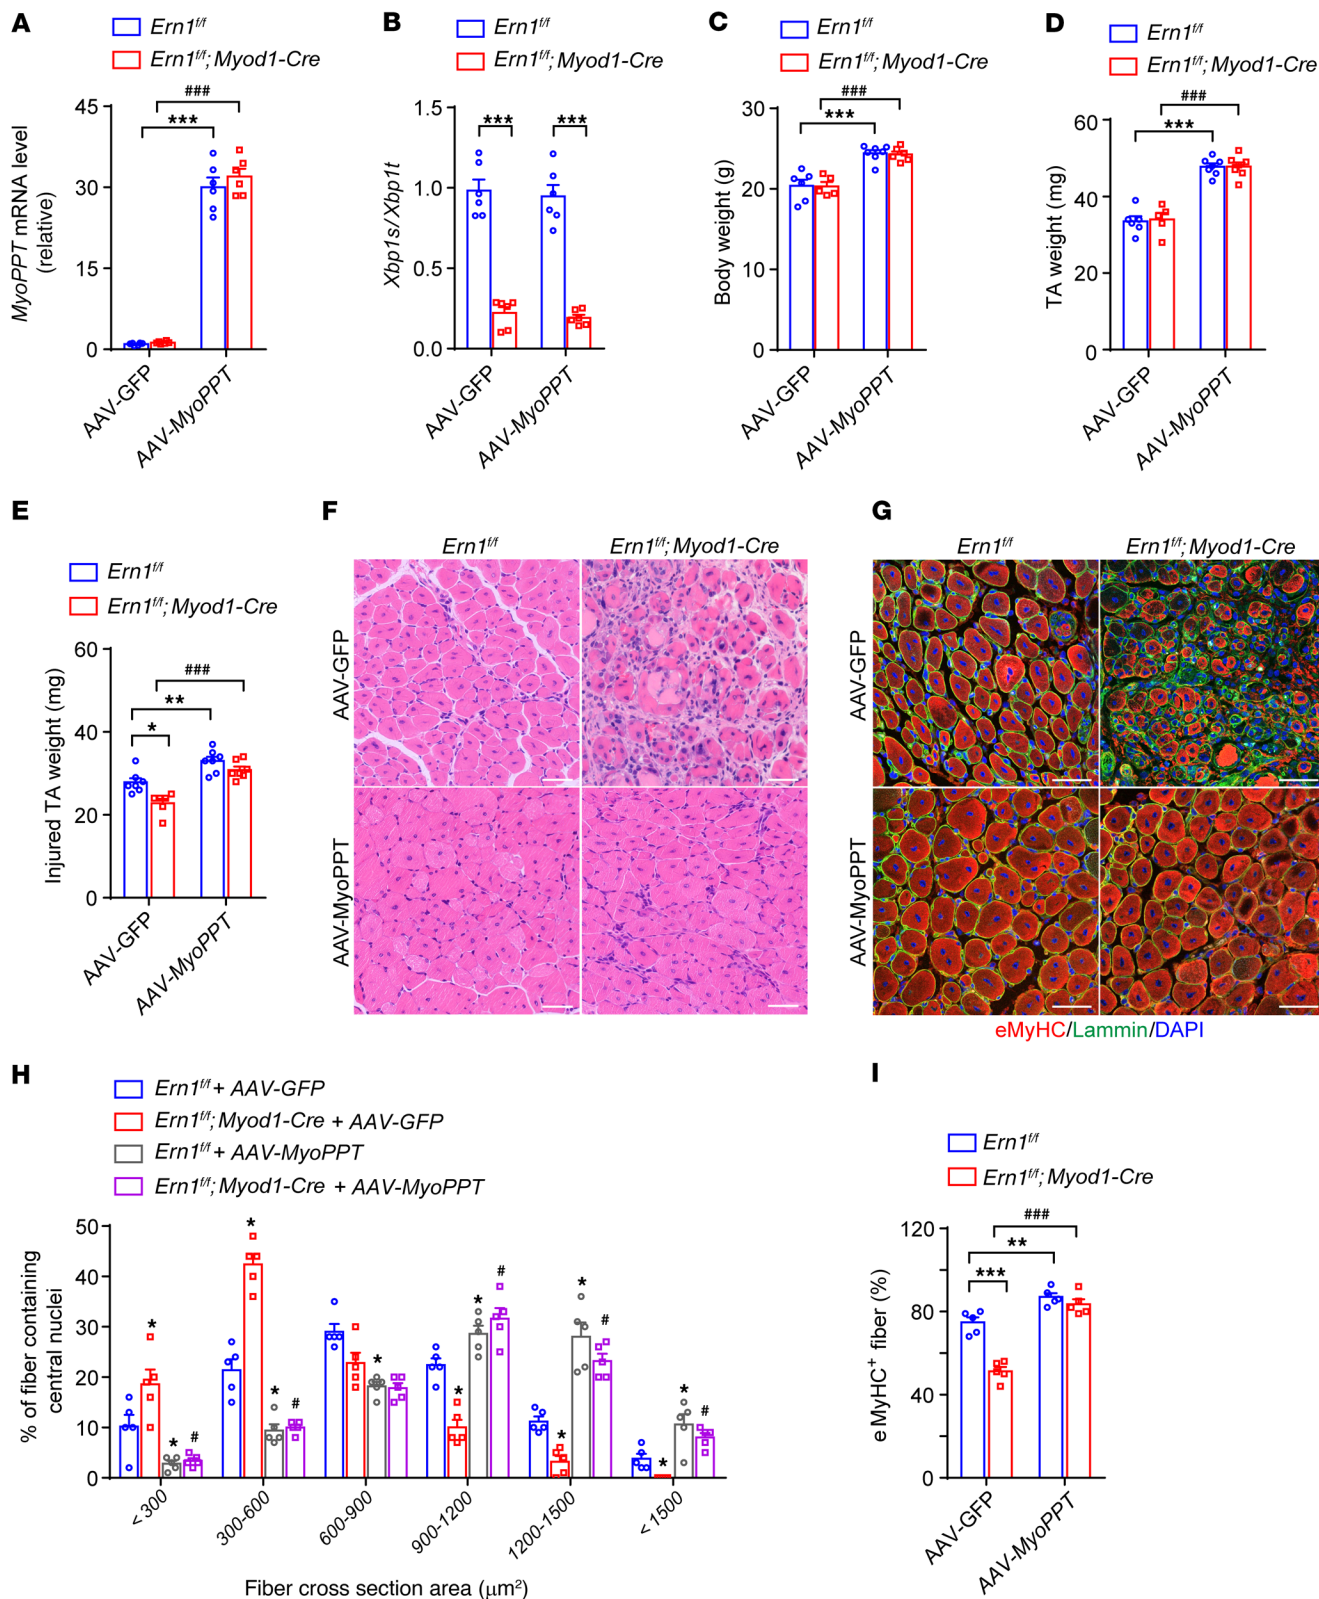 A
Ern1f/f
Ern1f/f; Myod1-Cre
MyoPPT mRNA level
(relative)
45
30
15
0
***
###
AAV-GFP
AAV-MyoPPT
B
Ern1f/f
Ern1f/f; Myod1-Cre
Xbp1s/Xbp1t
1.5
1.0
0.5
0.0
***
***
AAV-GFP
AAV-MyoPPT
C
Ern1f/f
Ern1f/f; Myod1-Cre
Body weight (g)
30
20
10
0
***
###
AAV-GFP
AAV-MyoPPT
D
Ern1f/f
Ern1f/f; Myod1-Cre
TA weight (mg)
60
40
20
0
***
###
AAV-GFP
AAV-MyoPPT
E
Ern1f/f
Ern1f/f; Myod1-Cre
Injured TA weight (mg)
60
40
20
0
*
**
###
AAV-GFP
AAV-MyoPPT
F
Ern1f/f
Ern1f/f; Myod1-Cre
AAV-GFP
AAV-MyoPPT
G
Ern1f/f
Ern1f/f; Myod1-Cre
AAV-GFP
AAV-MyoPPT
eMyHC/Lammin/DAPI
H
Ern1f/f + AAV-GFP
Ern1f/f; Myod1-Cre + AAV-GFP
Ern1f/f + AAV-MyoPPT
Ern1f/f; Myod1-Cre + AAV-MyoPPT
% of fiber containing
central nuclei
50
40
30
20
10
0
* * #
* * #
*
* * #
* * #
* * #
< 300
300-600
600-900
900-1200
1200-1500
< 1500
Fiber cross section area (μm²)
I
Ern1f/f
Ern1f/f; Myod1-Cre
eMyHC⁺ fiber (%)
120
80
40
0
***
**
###
AAV-GFP
AAV-MyoPPT